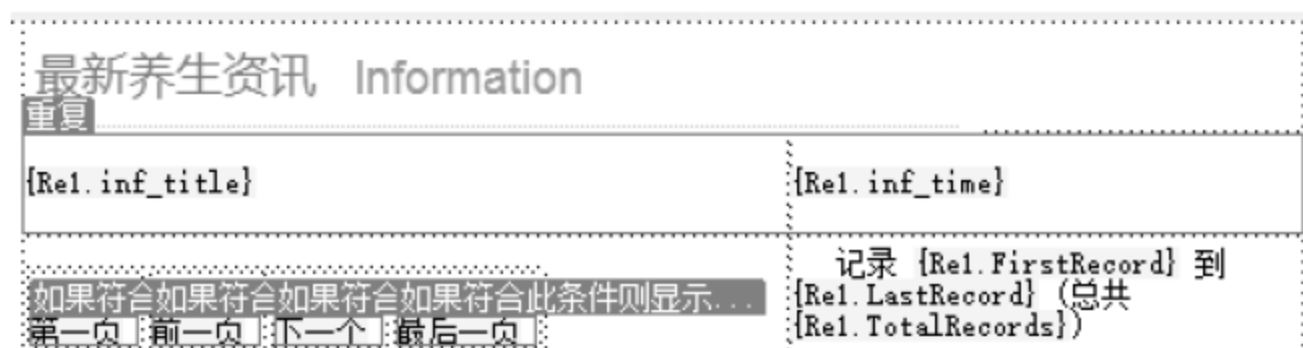 最新养生资讯 Information
重复
{Re1.inf_title} {Re1.inf_time}
记录 {Re1.FirstRecord} 到
如果符合如果符合如果符合如果符合此条件则显示... {Re1.LastRecord} (总共
第一页 前一页 下一个 最后一页 {Re1.TotalRecords})